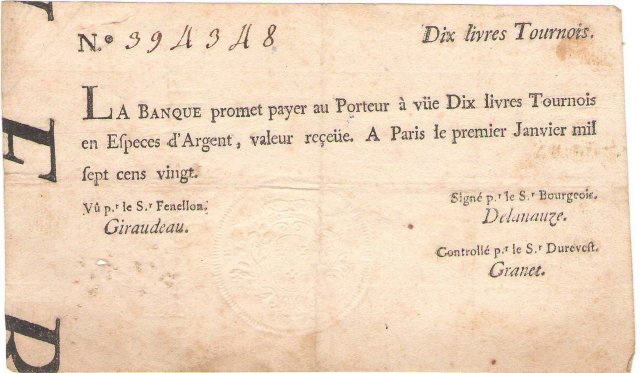 N.º 394348
Dix livres Tournois.
LA BANQUE promet payer au Porteur à vüe Dix livres Tournois
en Eſpeces d'Argent, valeur reçeüe. A Paris le premier Janvier mil
ſept cens vingt.
Vû p.r le S.r Fenellon.
Giraudeau.
Signé p.r le S.r Bourgeois.
Delanauze.
Controllé p.r le S.r Dureveſt.
Granet.